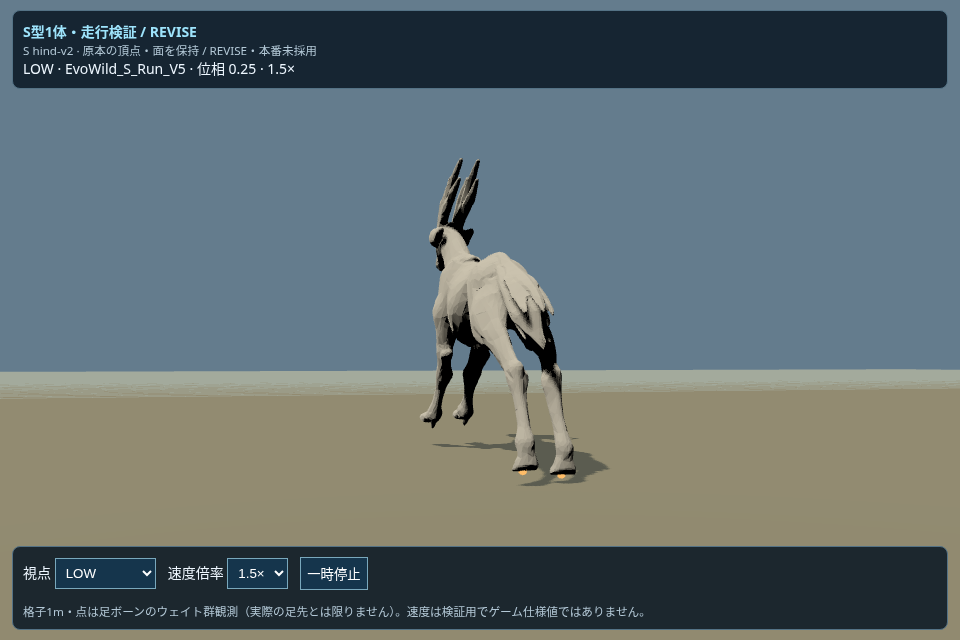 S型1体・走行検証 / REVISE
S hind-v2 · 原本の頂点・面を保持 / REVISE・本番未採用
LOW · EvoWild_S_Run_V5 · 位相 0.25 · 1.5×
視点 LOW 速度倍率 1.5× 一時停止
格子1m・点は足ボーンのウェイト群観測（実際の足先とは限りません）。速度は検証用でゲーム仕様値ではありません。